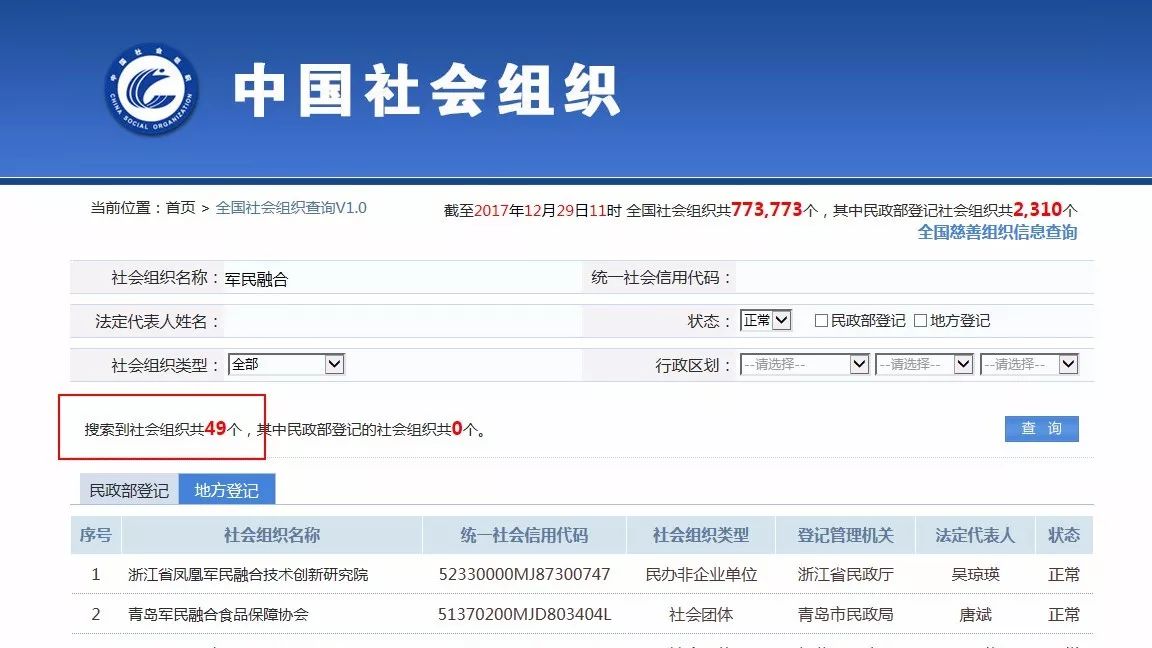 中国社会组织
CHINA SOCIAL ORGANIZATION
中国社会组织
当前位置：首页 > 全国社会组织查询V1.0
截至2017年12月29日11时 全国社会组织共773,773个，其中民政部登记社会组织共2,310个
全国慈善组织信息查询
社会组织名称： 军民融合 统一社会信用代码：
法定代表人姓名： 状态： 正常 民政部登记 地方登记
社会组织类型： 全部 行政区划： --请选择-- --请选择-- --请选择--
搜索到社会组织共49个，其中民政部登记的社会组织共0个。
查 询
民政部登记 地方登记
序号 社会组织名称 统一社会信用代码 社会组织类型 登记管理机关 法定代表人 状态
1 浙江省凤凰军民融合技术创新研究院 52330000MJ87300747 民办非企业单位 浙江省民政厅 吴琼瑛 正常
2 青岛军民融合食品保障协会 51370200MJD803404L 社会团体 青岛市民政局 唐斌 正常